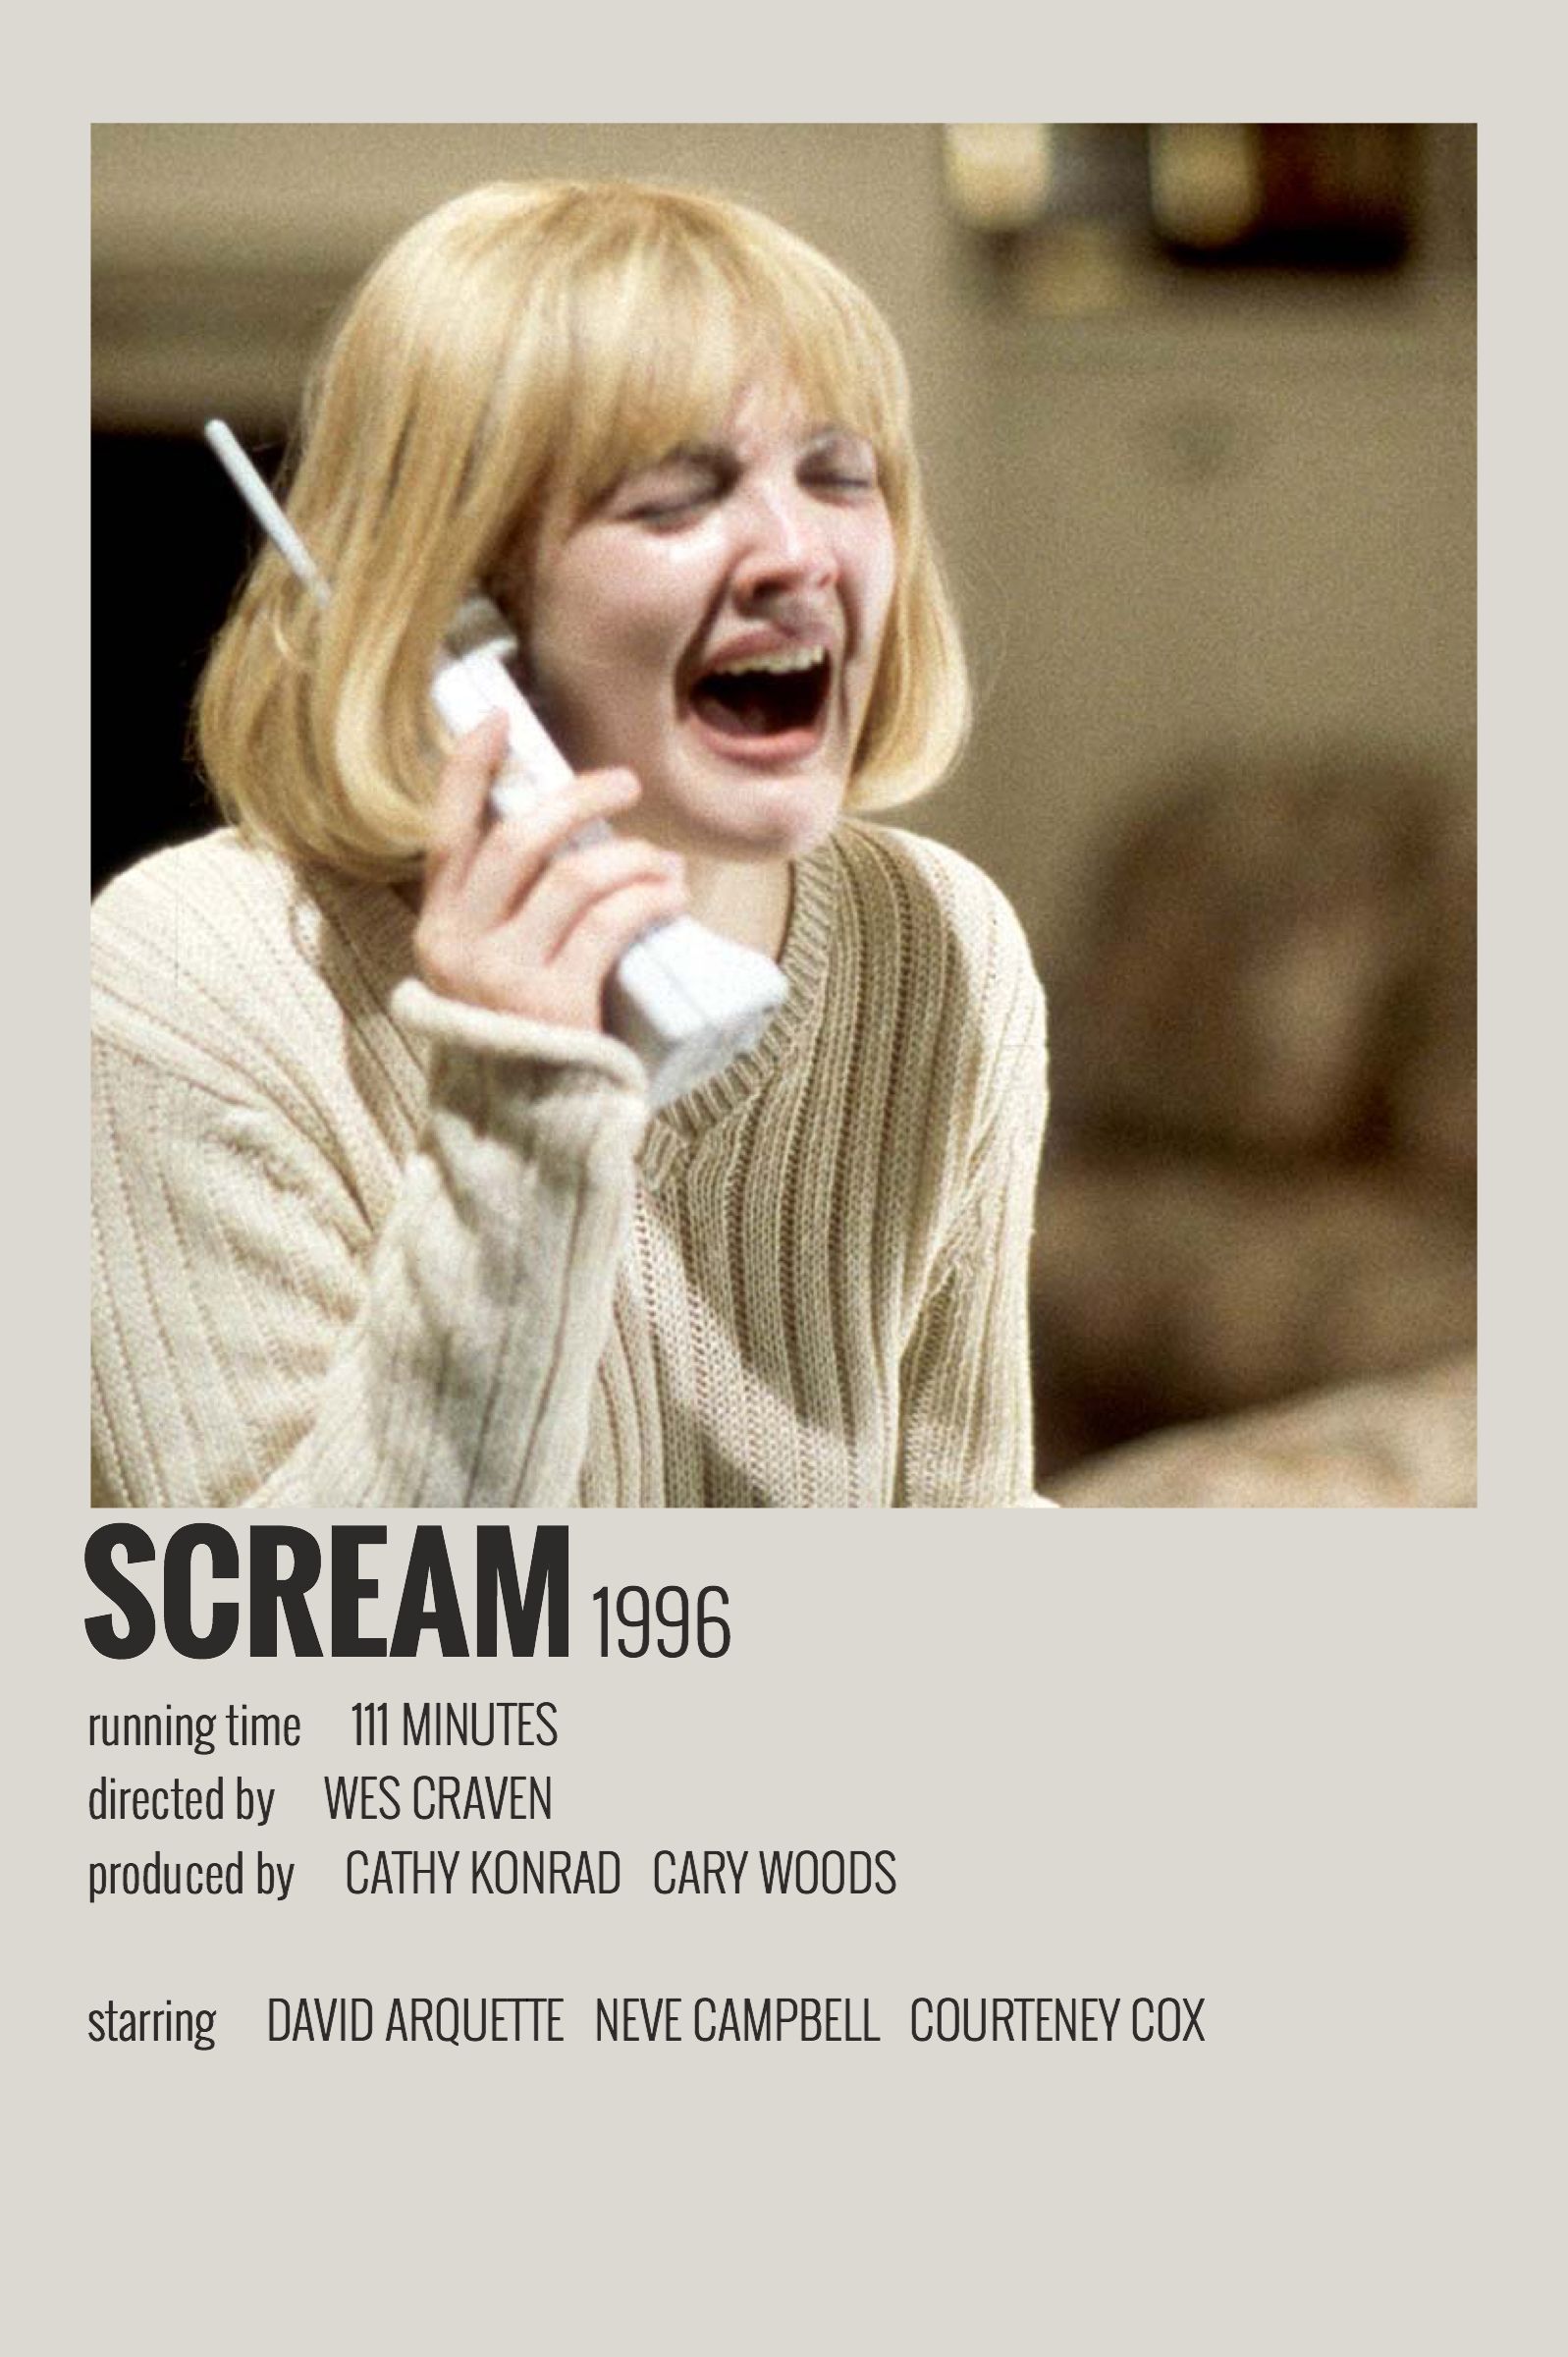 SCREAM 1996
running time 111 MINUTES
directed by WES CRAVEN
produced by CATHY KONRAD CARY WOODS
starring DAVID ARQUETTE NEVE CAMPBELL COURTENEY COX